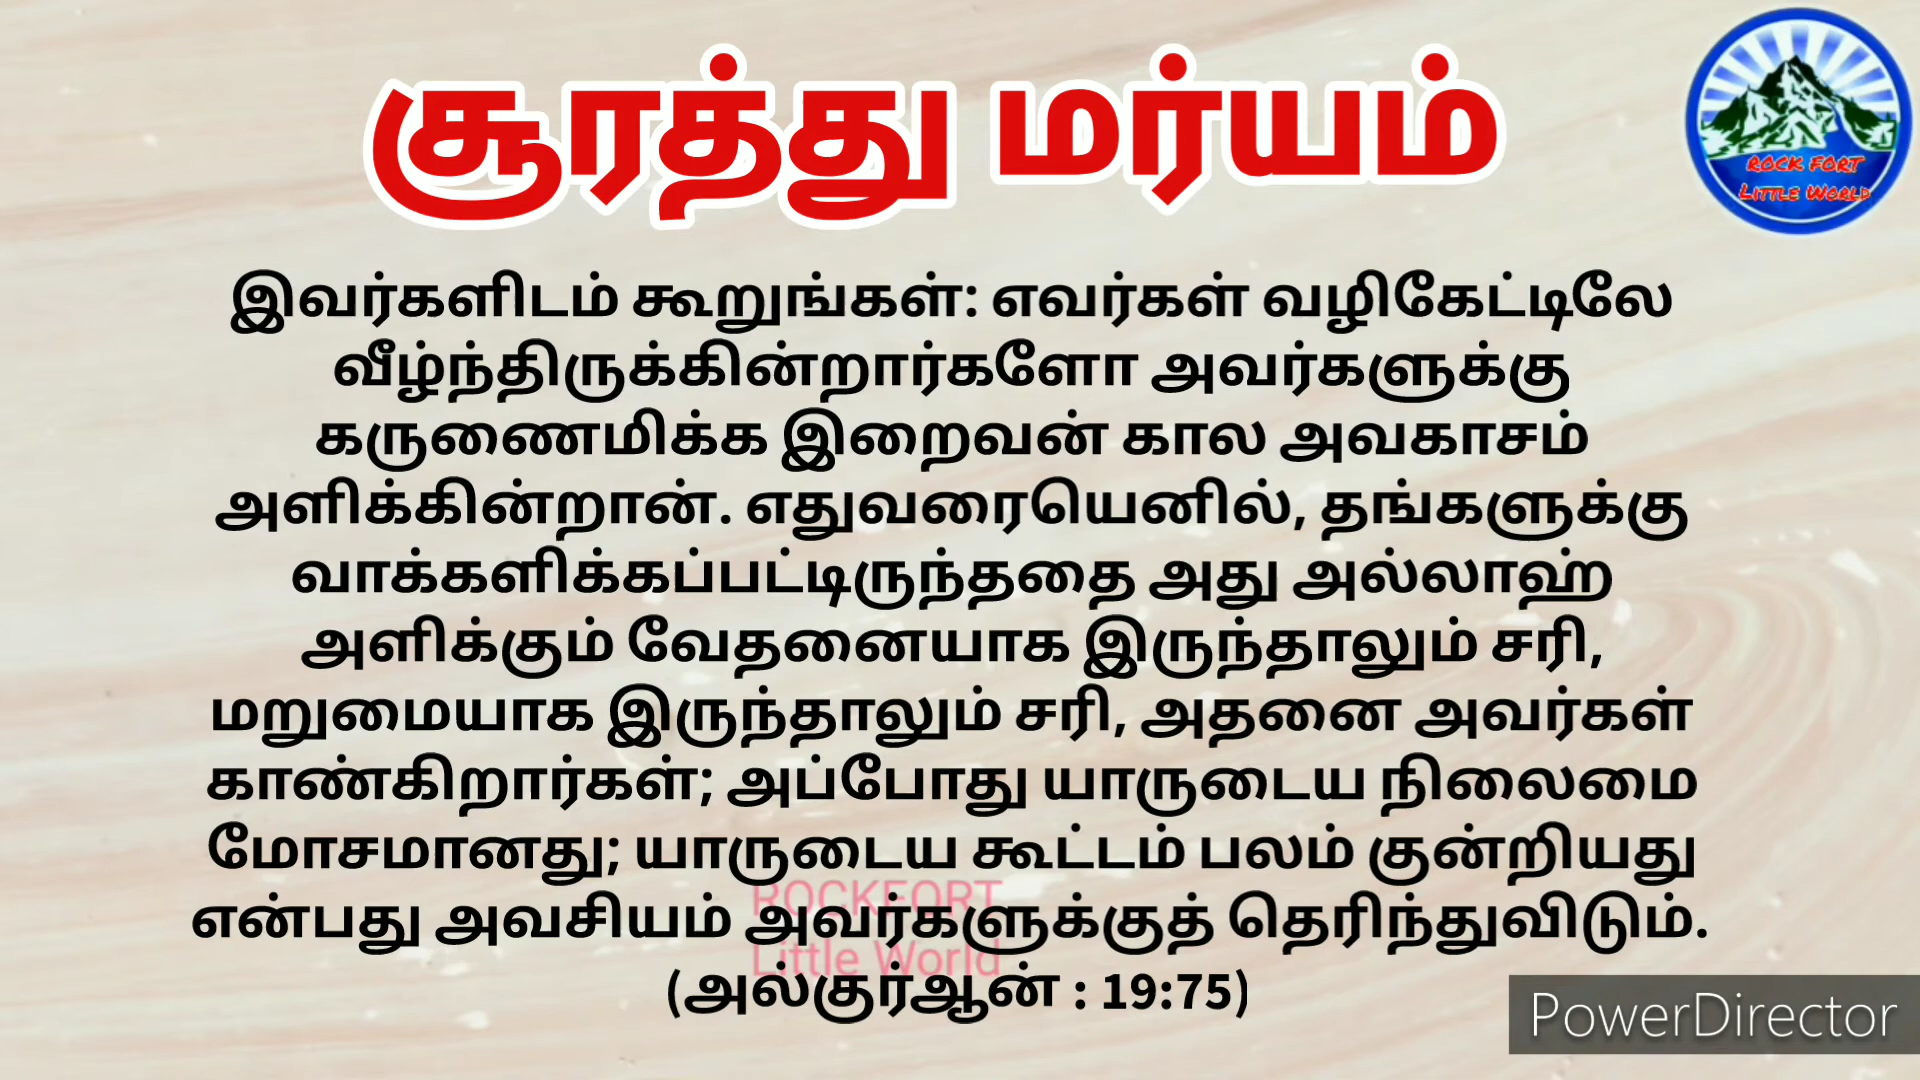 சூரத்து மர்யம்
ROCK FORT
LITTLE WORLD
இவர்களிடம் கூறுங்கள்: எவர்கள் வழிகேட்டிலே
வீழ்ந்திருக்கின்றார்களோ அவர்களுக்கு
கருணைமிக்க இறைவன் கால அவகாசம்
அளிக்கின்றான். எதுவரையெனில், தங்களுக்கு
வாக்களிக்கப்பட்டிருந்ததை அது அல்லாஹ்
அளிக்கும் வேதனையாக இருந்தாலும் சரி,
மறுமையாக இருந்தாலும் சரி, அதனை அவர்கள்
காண்கிறார்கள்; அப்போது யாருடைய நிலைமை
மோசமானது; யாருடைய கூட்டம் பலம் குன்றியது
என்பது அவசியம் அவர்களுக்குத் தெரிந்துவிடும்.
(அல்குர்ஆன் : 19:75)
ROCKFORT
Little World
PowerDirector